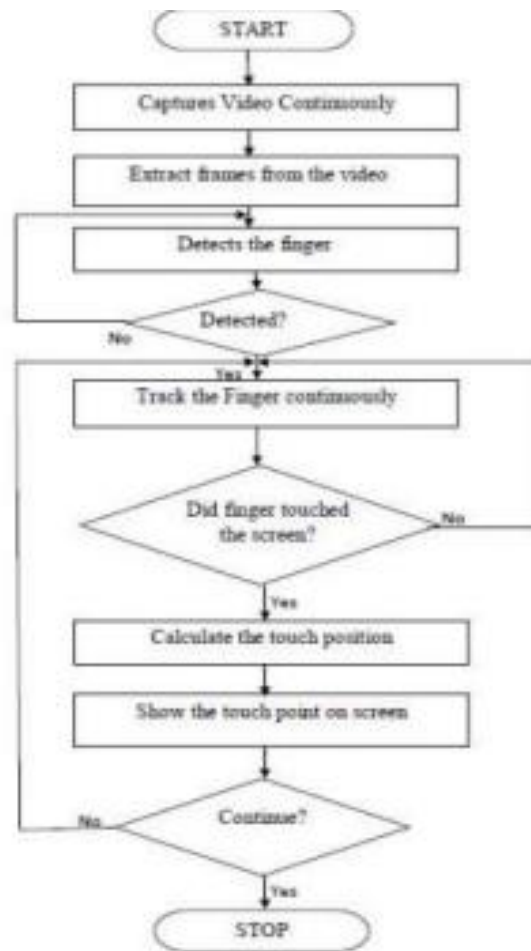 START
Captures Video Continuously
Extract frames from the video
Detects the finger
Detected?
No
Yes
Track the Finger continuously
Did finger touched
the screen?
No
Yes
Calculate the touch position
Show the touch point on screen
Continue?
No
Yes
STOP